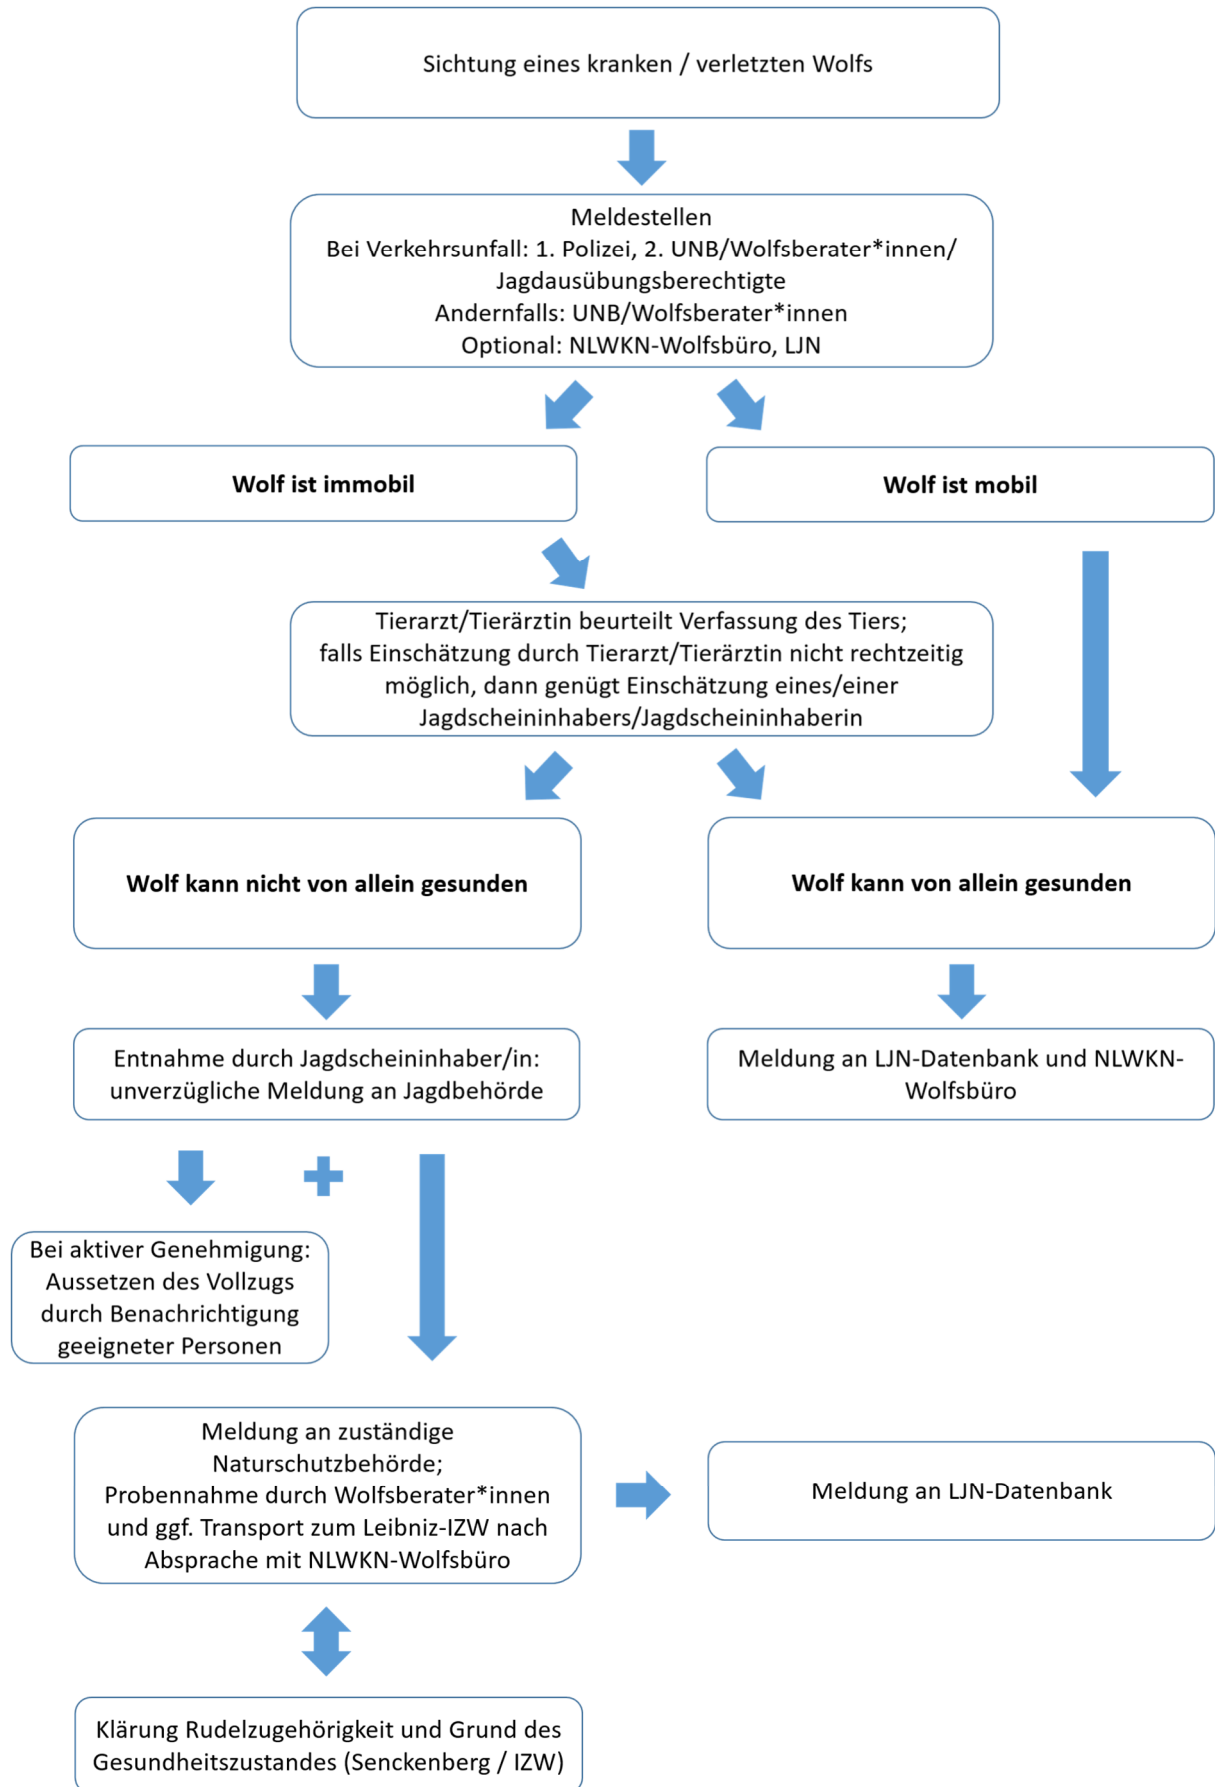 Sichtung eines kranken / verletzten Wolfs
Meldestellen
Bei Verkehrsunfall: 1. Polizei, 2. UNB/Wolfsberater*innen/
Jagdausübungsberechtigte
Andernfalls: UNB/Wolfsberater*innen
Optional: NLWKN-Wolfsbüro, LJN
Wolf ist immobil
Wolf ist mobil
Tierarzt/Tierärztin beurteilt Verfassung des Tiers;
falls Einschätzung durch Tierarzt/Tierärztin nicht rechtzeitig
möglich, dann genügt Einschätzung eines/einer
Jagdscheininhabers/Jagdscheininhaberin
Wolf kann nicht von allein gesunden
Wolf kann von allein gesunden
Entnahme durch Jagdscheininhaber/in:
unverzügliche Meldung an Jagdbehörde
Meldung an LJN-Datenbank und NLWKN-
Wolfsbüro
Bei aktiver Genehmigung:
Aussetzen des Vollzugs
durch Benachrichtigung
geeigneter Personen
Meldung an zuständige
Naturschutzbehörde;
Probennahme durch Wolfsberater*innen
und ggf. Transport zum Leibniz-IZW nach
Absprache mit NLWKN-Wolfsbüro
Meldung an LJN-Datenbank
Klärung Rudelzugehörigkeit und Grund des
Gesundheitszustandes (Senckenberg / IZW)